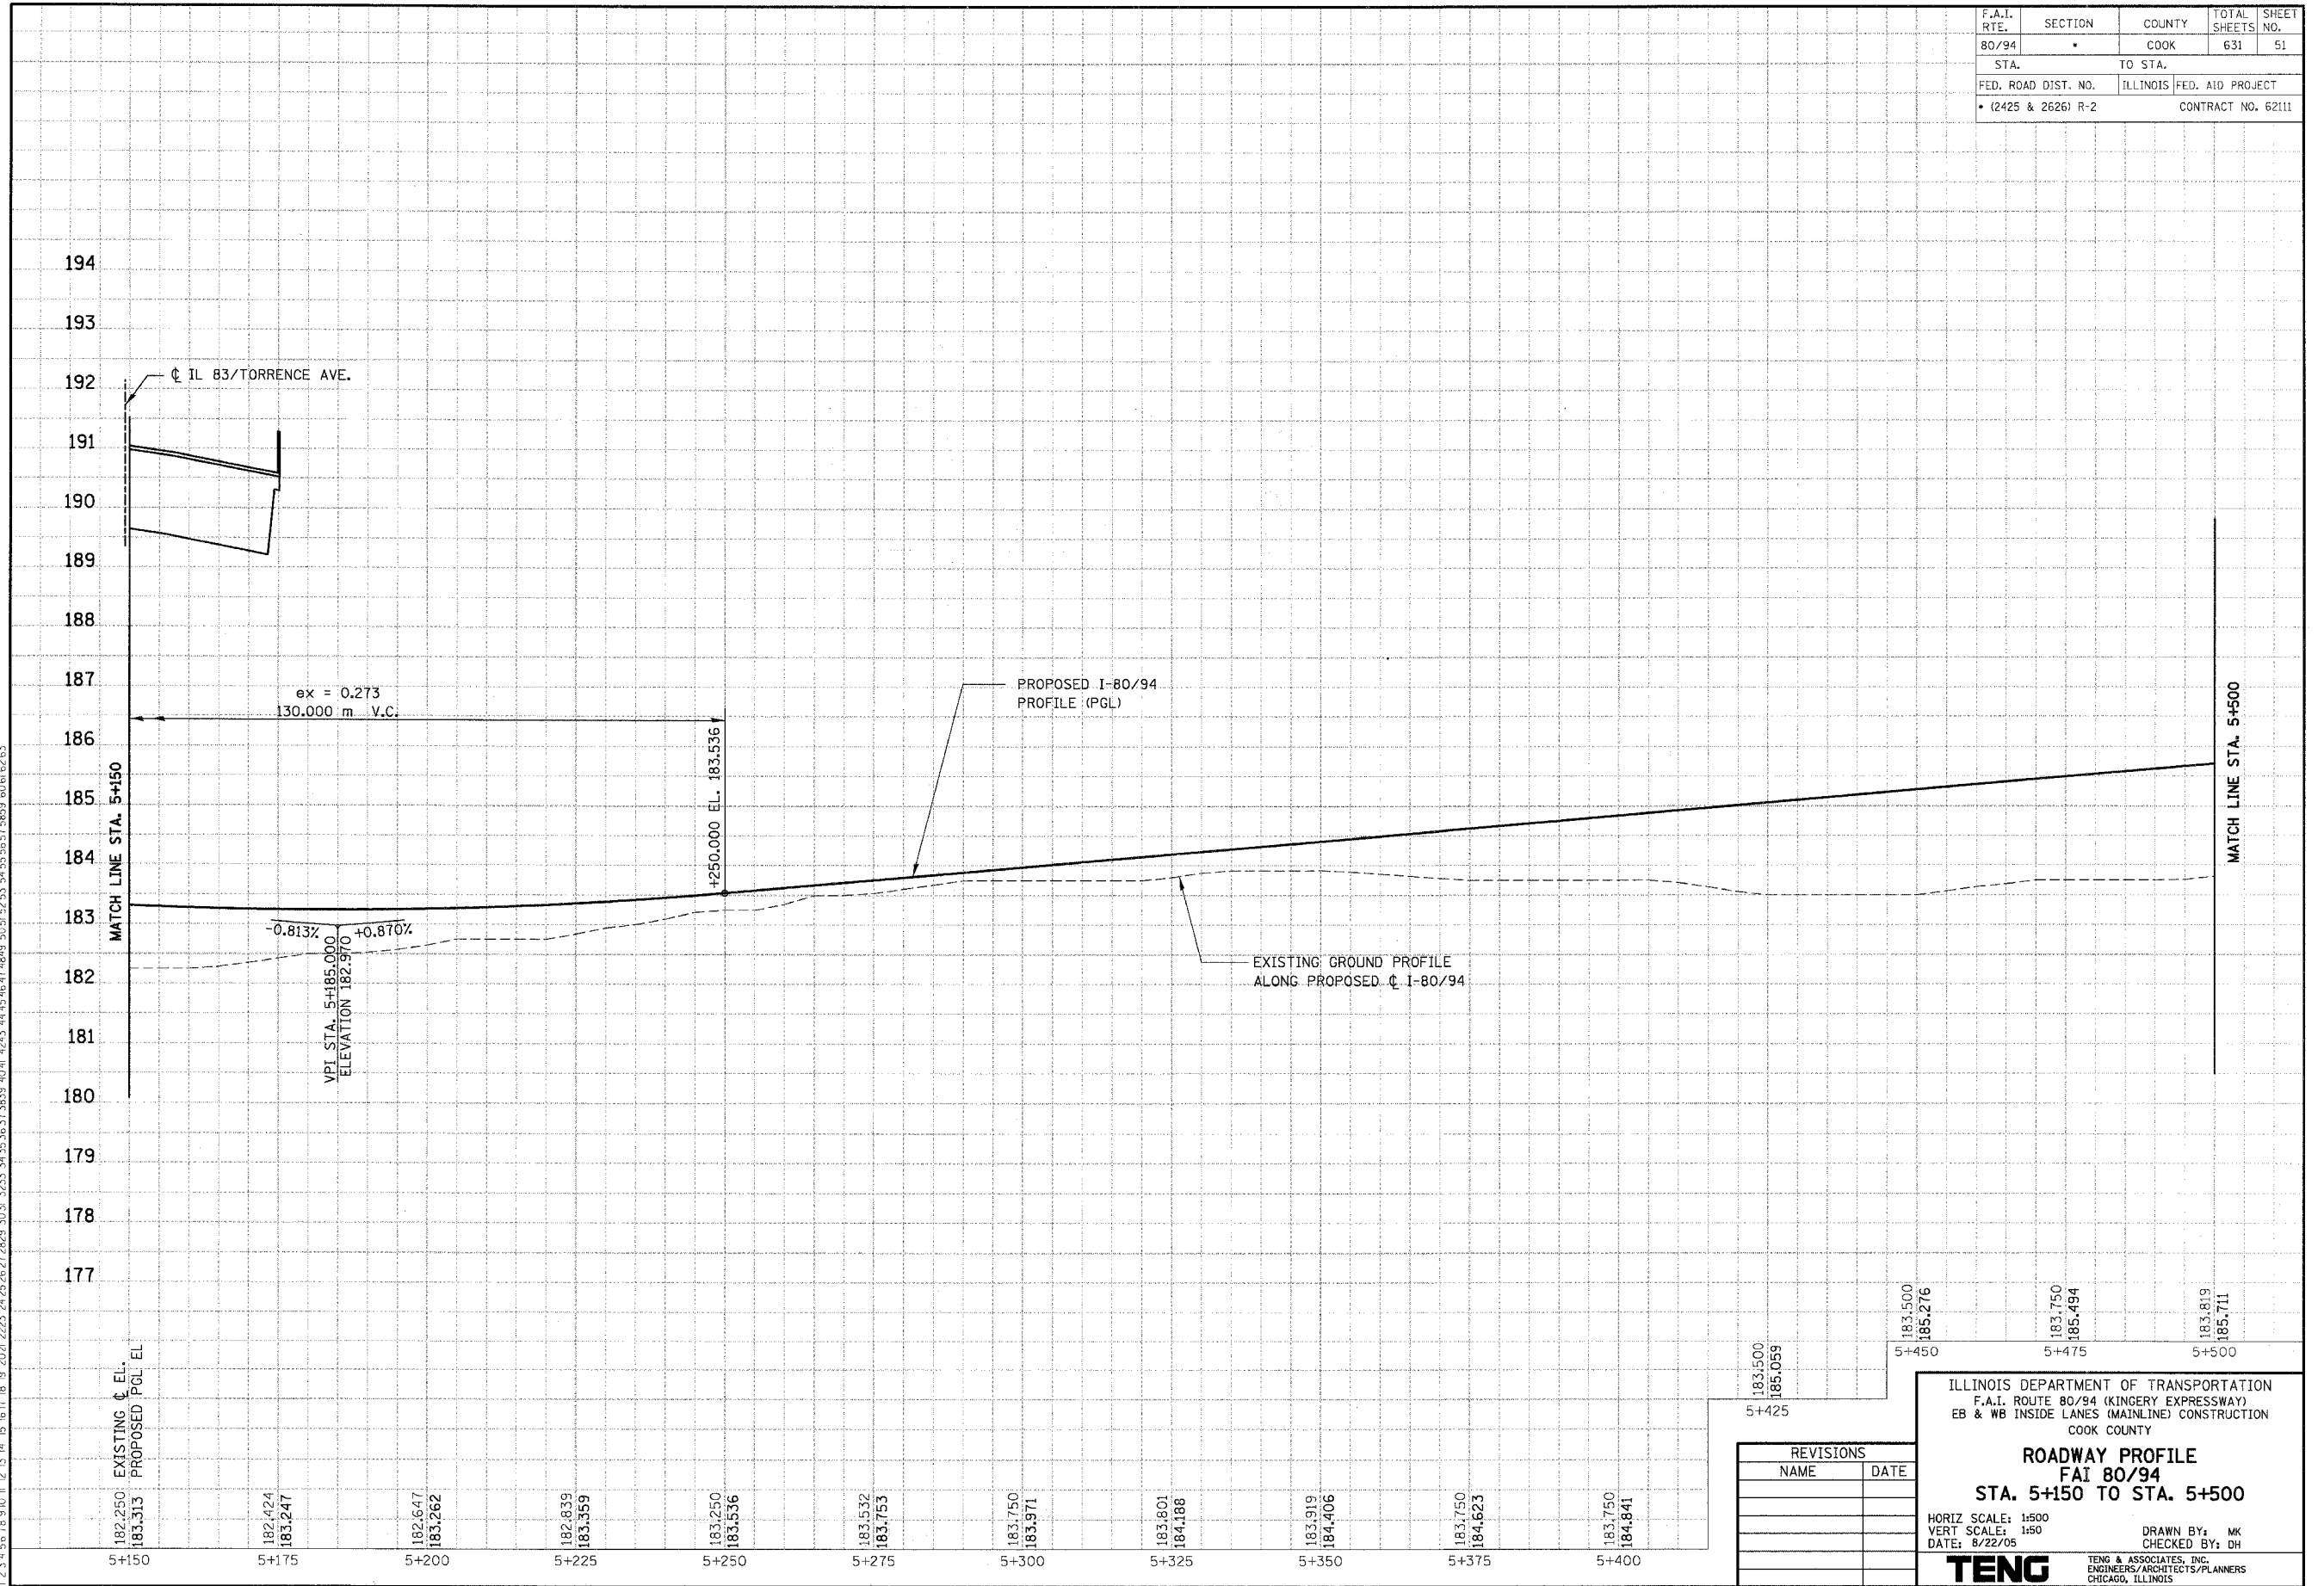 F.A.I. RTE. SECTION COUNTY TOTAL SHEETS SHEET NO.
80/94 • COOK 631 51
STA. TO STA.
FED. ROAD DIST. NO. ILLINOIS FED. AID PROJECT
• (2425 & 2626) R-2 CONTRACT NO. 62111
194
193
192
191
190
189
188
187
186
185
184
183
182
181
180
179
178
177
℄ IL 83/TORRENCE AVE.
ex = 0.273
130.000 m V.C.
+250.000 EL. 183.536
MATCH LINE STA. 5+150
-0.813% +0.870%
VPI STA. 5+185.000
ELEVATION 182.970
PROPOSED I-80/94
PROFILE (PGL)
EXISTING GROUND PROFILE
ALONG PROPOSED ℄ I-80/94
MATCH LINE STA. 5+500
EXISTING ℄ EL.
PROPOSED PGL EL
182.250
183.313
5+150
182.424
183.247
5+175
182.647
183.262
5+200
182.839
183.359
5+225
183.250
183.536
5+250
183.532
183.753
5+275
183.750
183.971
5+300
183.801
184.188
5+325
183.919
184.406
5+350
183.750
184.623
5+375
183.750
184.841
5+400
183.500
185.059
5+425
183.500
185.276
5+450
183.750
185.494
5+475
183.819
185.711
5+500
REVISIONS
NAME DATE
ILLINOIS DEPARTMENT OF TRANSPORTATION
F.A.I. ROUTE 80/94 (KINGERY EXPRESSWAY)
EB & WB INSIDE LANES (MAINLINE) CONSTRUCTION
COOK COUNTY
ROADWAY PROFILE
FAI 80/94
STA. 5+150 TO STA. 5+500
HORIZ SCALE: 1:500
VERT SCALE: 1:50 DRAWN BY: MK
DATE: 8/22/05 CHECKED BY: DH
TENG
TENG & ASSOCIATES, INC.
ENGINEERS/ARCHITECTS/PLANNERS
CHICAGO, ILLINOIS